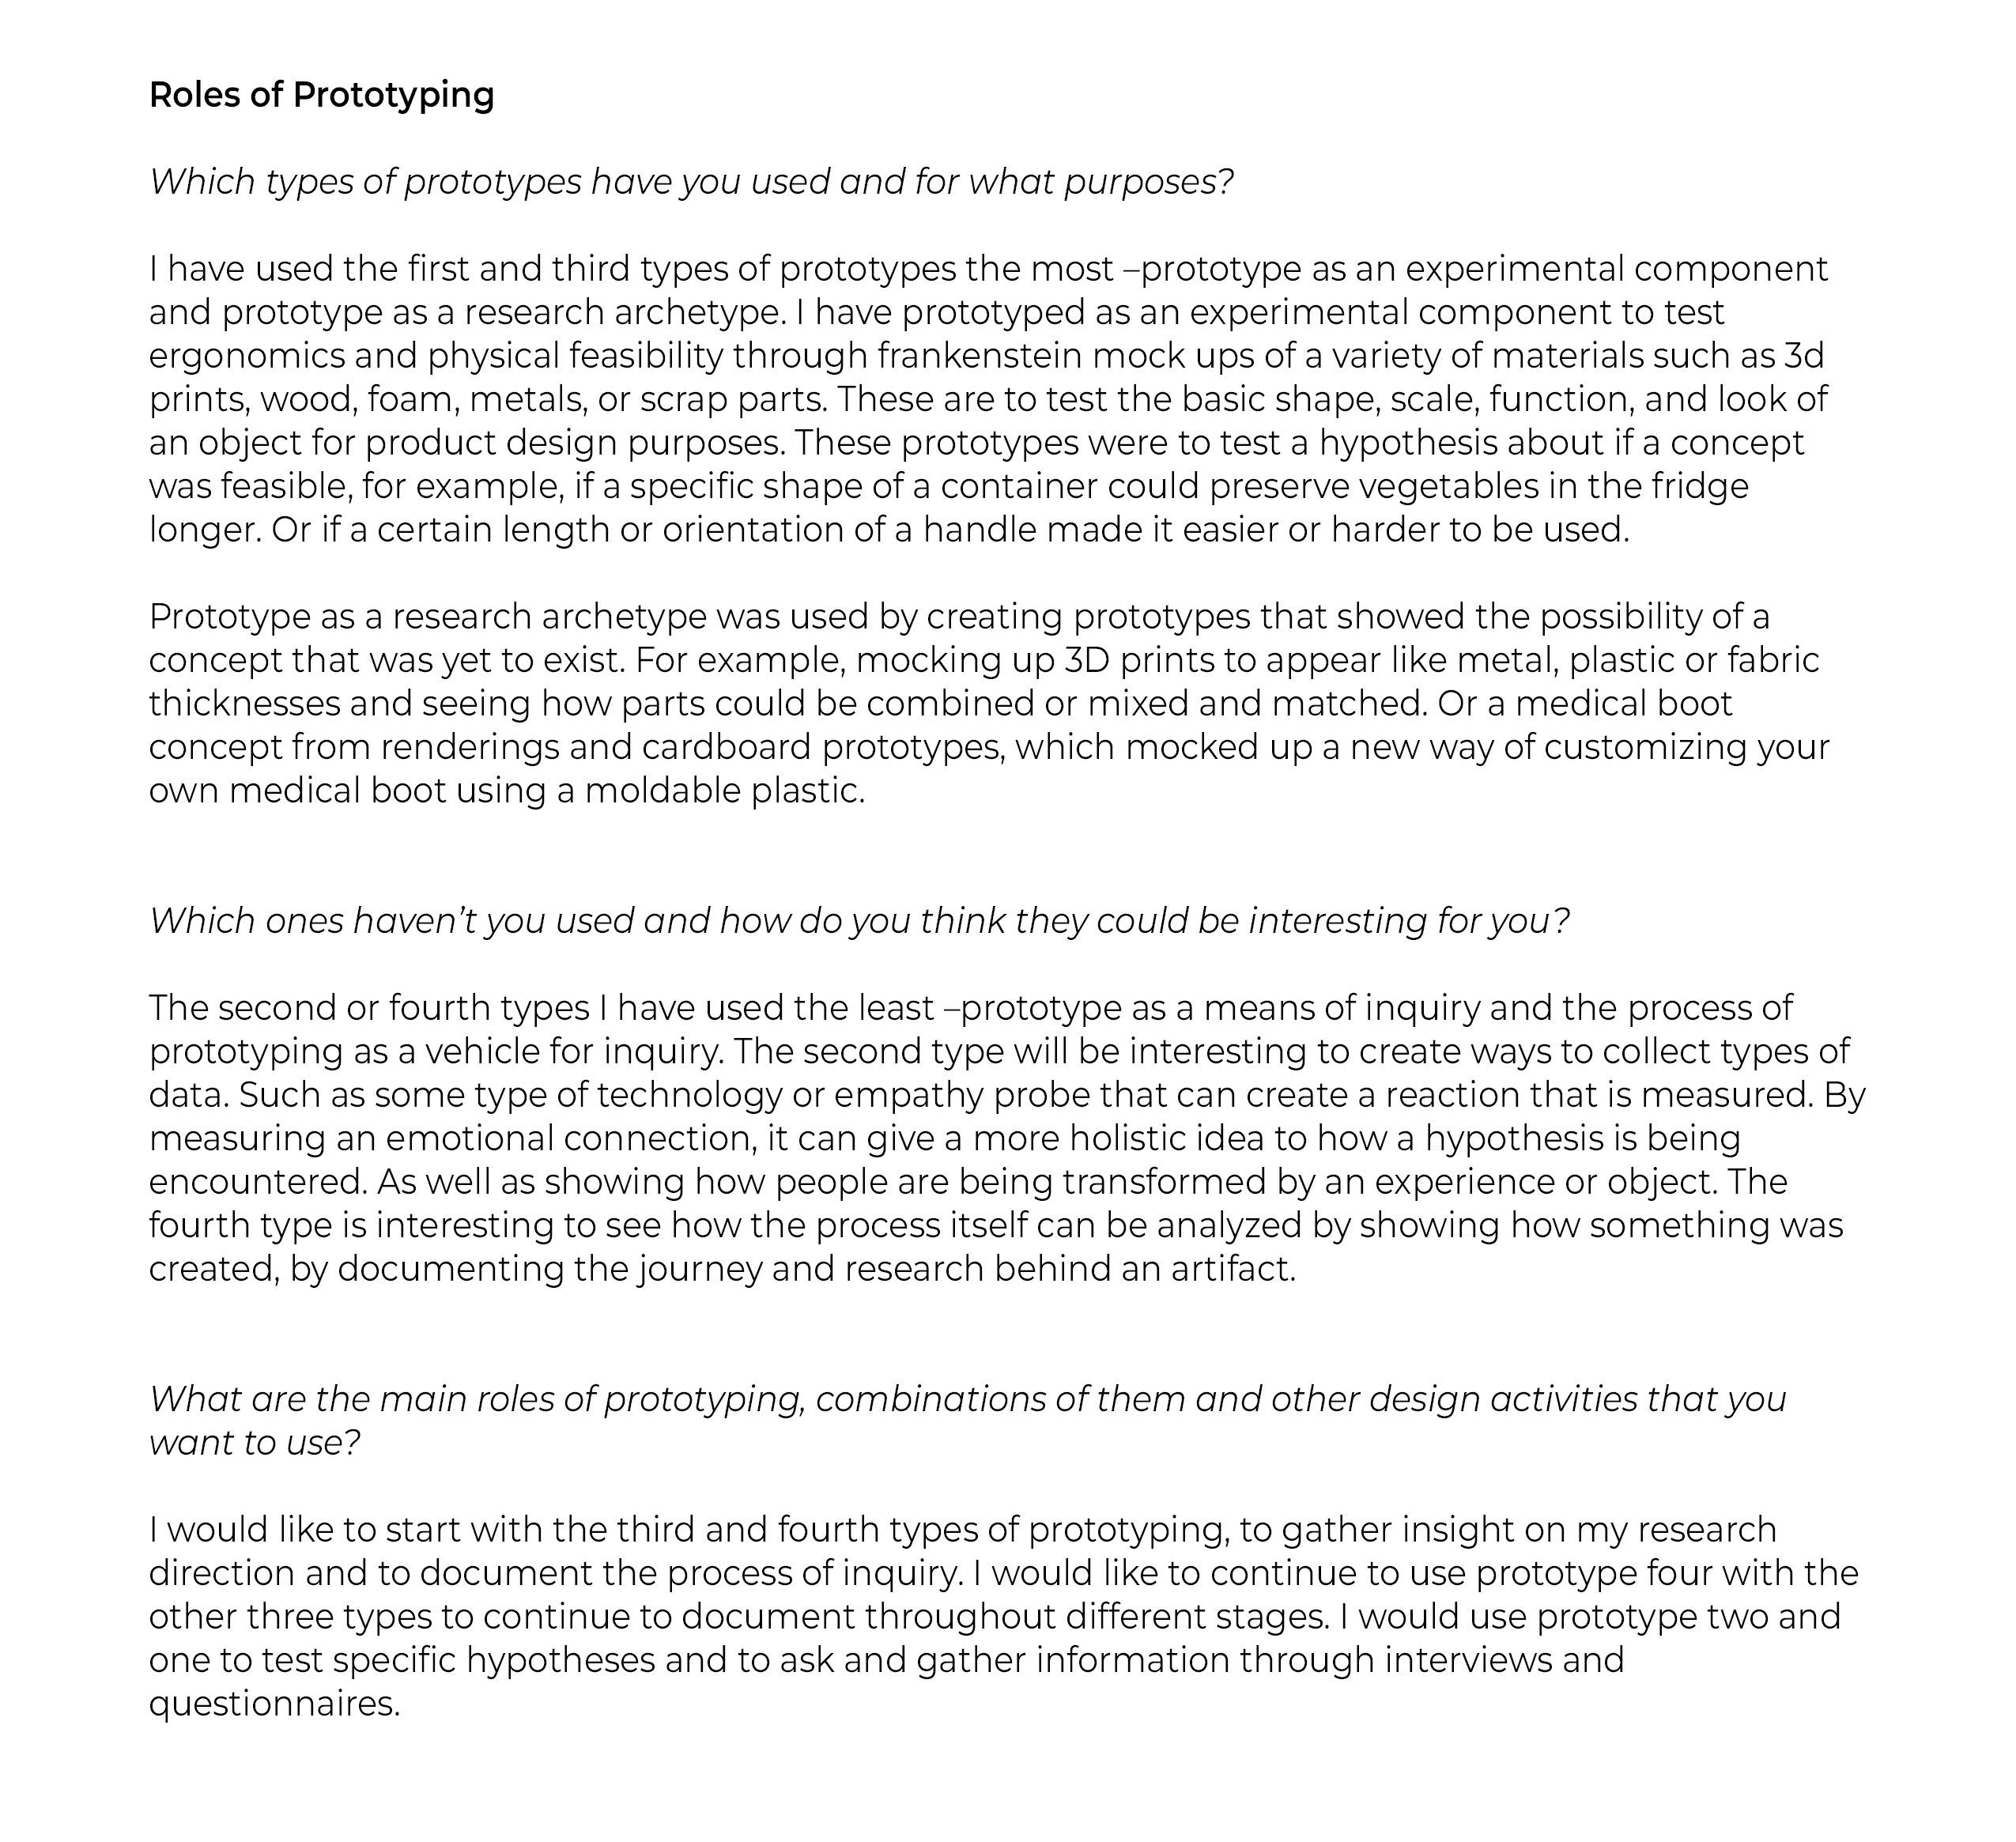 Roles of Prototyping
Which types of prototypes have you used and for what purposes?
I have used the first and third types of prototypes the most –prototype as an experimental component
and prototype as a research archetype. I have prototyped as an experimental component to test
ergonomics and physical feasibility through frankenstein mock ups of a variety of materials such as 3d
prints, wood, foam, metals, or scrap parts. These are to test the basic shape, scale, function, and look of
an object for product design purposes. These prototypes were to test a hypothesis about if a concept
was feasible, for example, if a specific shape of a container could preserve vegetables in the fridge
longer. Or if a certain length or orientation of a handle made it easier or harder to be used.
Prototype as a research archetype was used by creating prototypes that showed the possibility of a
concept that was yet to exist. For example, mocking up 3D prints to appear like metal, plastic or fabric
thicknesses and seeing how parts could be combined or mixed and matched. Or a medical boot
concept from renderings and cardboard prototypes, which mocked up a new way of customizing your
own medical boot using a moldable plastic.
Which ones haven’t you used and how do you think they could be interesting for you?
The second or fourth types I have used the least –prototype as a means of inquiry and the process of
prototyping as a vehicle for inquiry. The second type will be interesting to create ways to collect types of
data. Such as some type of technology or empathy probe that can create a reaction that is measured. By
measuring an emotional connection, it can give a more holistic idea to how a hypothesis is being
encountered. As well as showing how people are being transformed by an experience or object. The
fourth type is interesting to see how the process itself can be analyzed by showing how something was
created, by documenting the journey and research behind an artifact.
What are the main roles of prototyping, combinations of them and other design activities that you
want to use?
I would like to start with the third and fourth types of prototyping, to gather insight on my research
direction and to document the process of inquiry. I would like to continue to use prototype four with the
other three types to continue to document throughout different stages. I would use prototype two and
one to test specific hypotheses and to ask and gather information through interviews and
questionnaires.